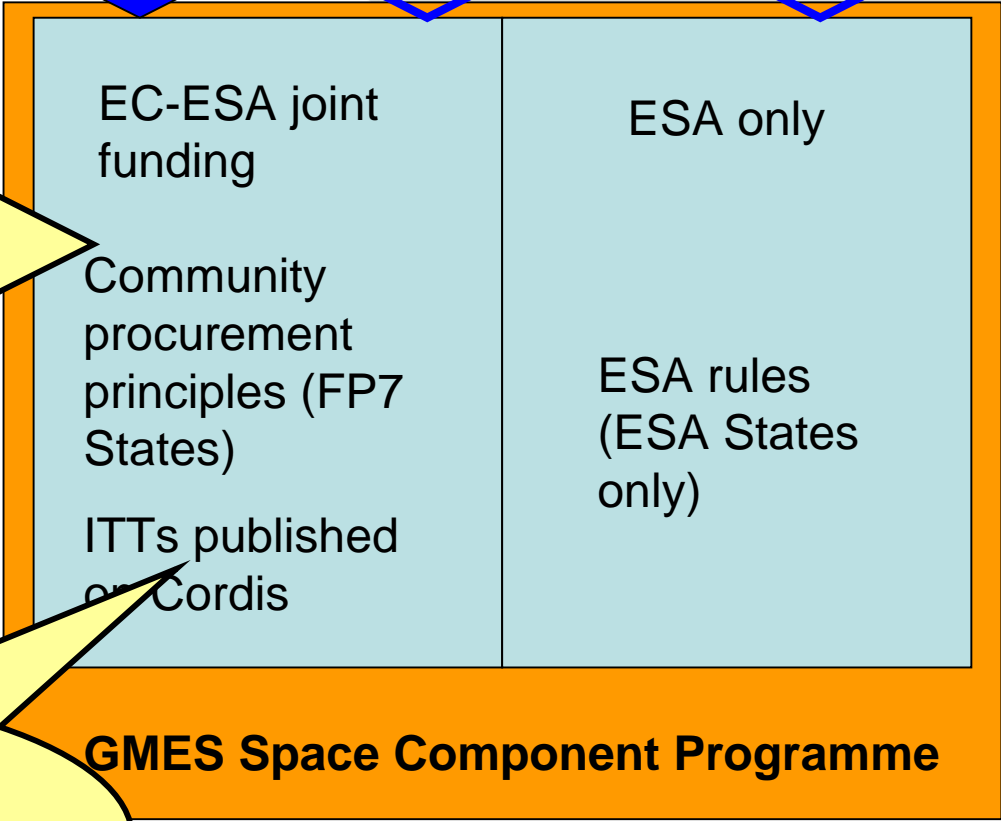 EC-ESA joint
funding
Community
procurement
principles (FP7
States)
ITTs published
on Cordis
ESA only
ESA rules
(ESA States
only)
GMES Space Component Programme